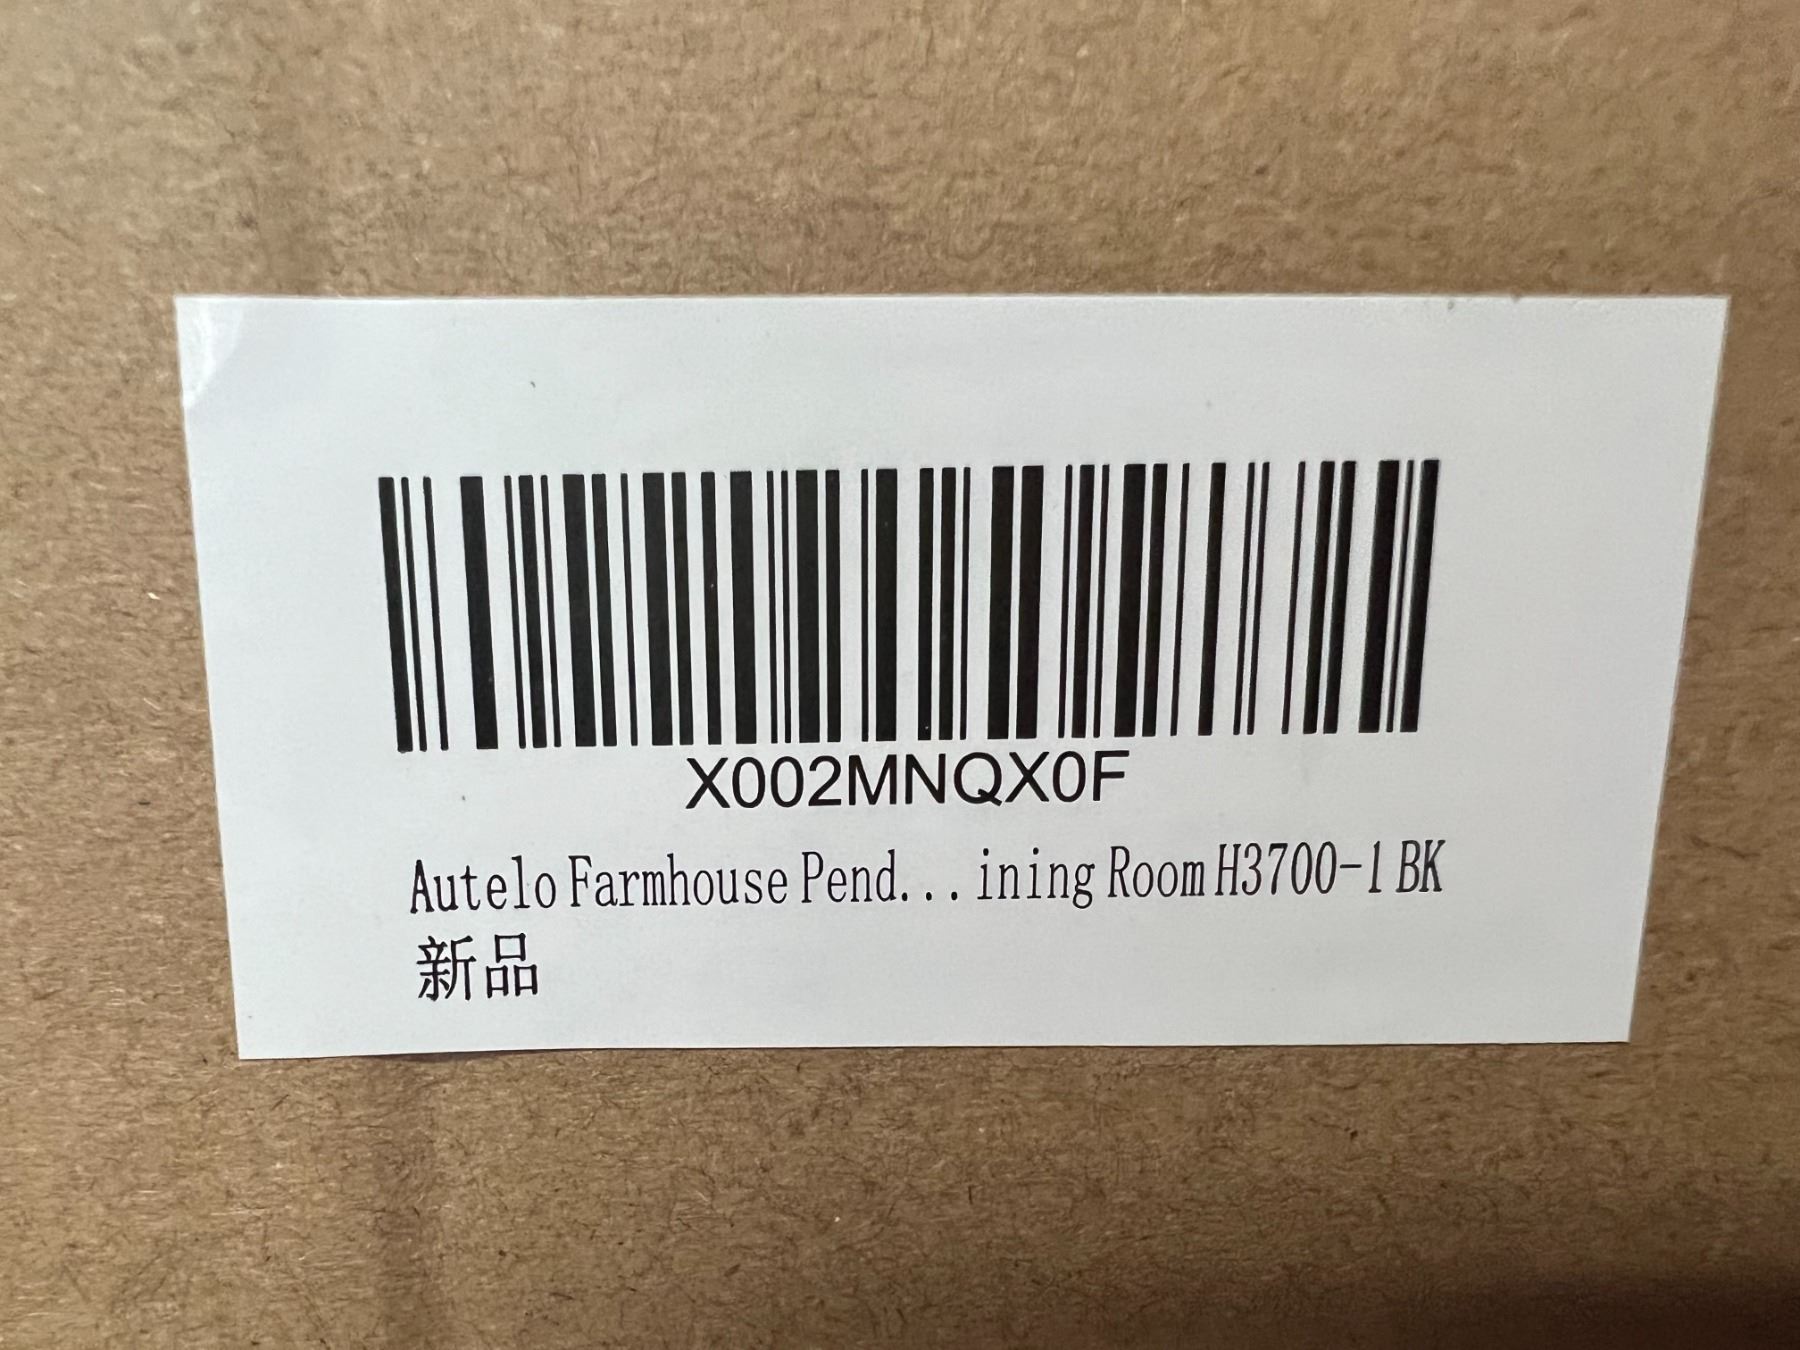 X002MNQX0F
Autelo Farmhouse Pend...ining Room H3700-1 BK
新品